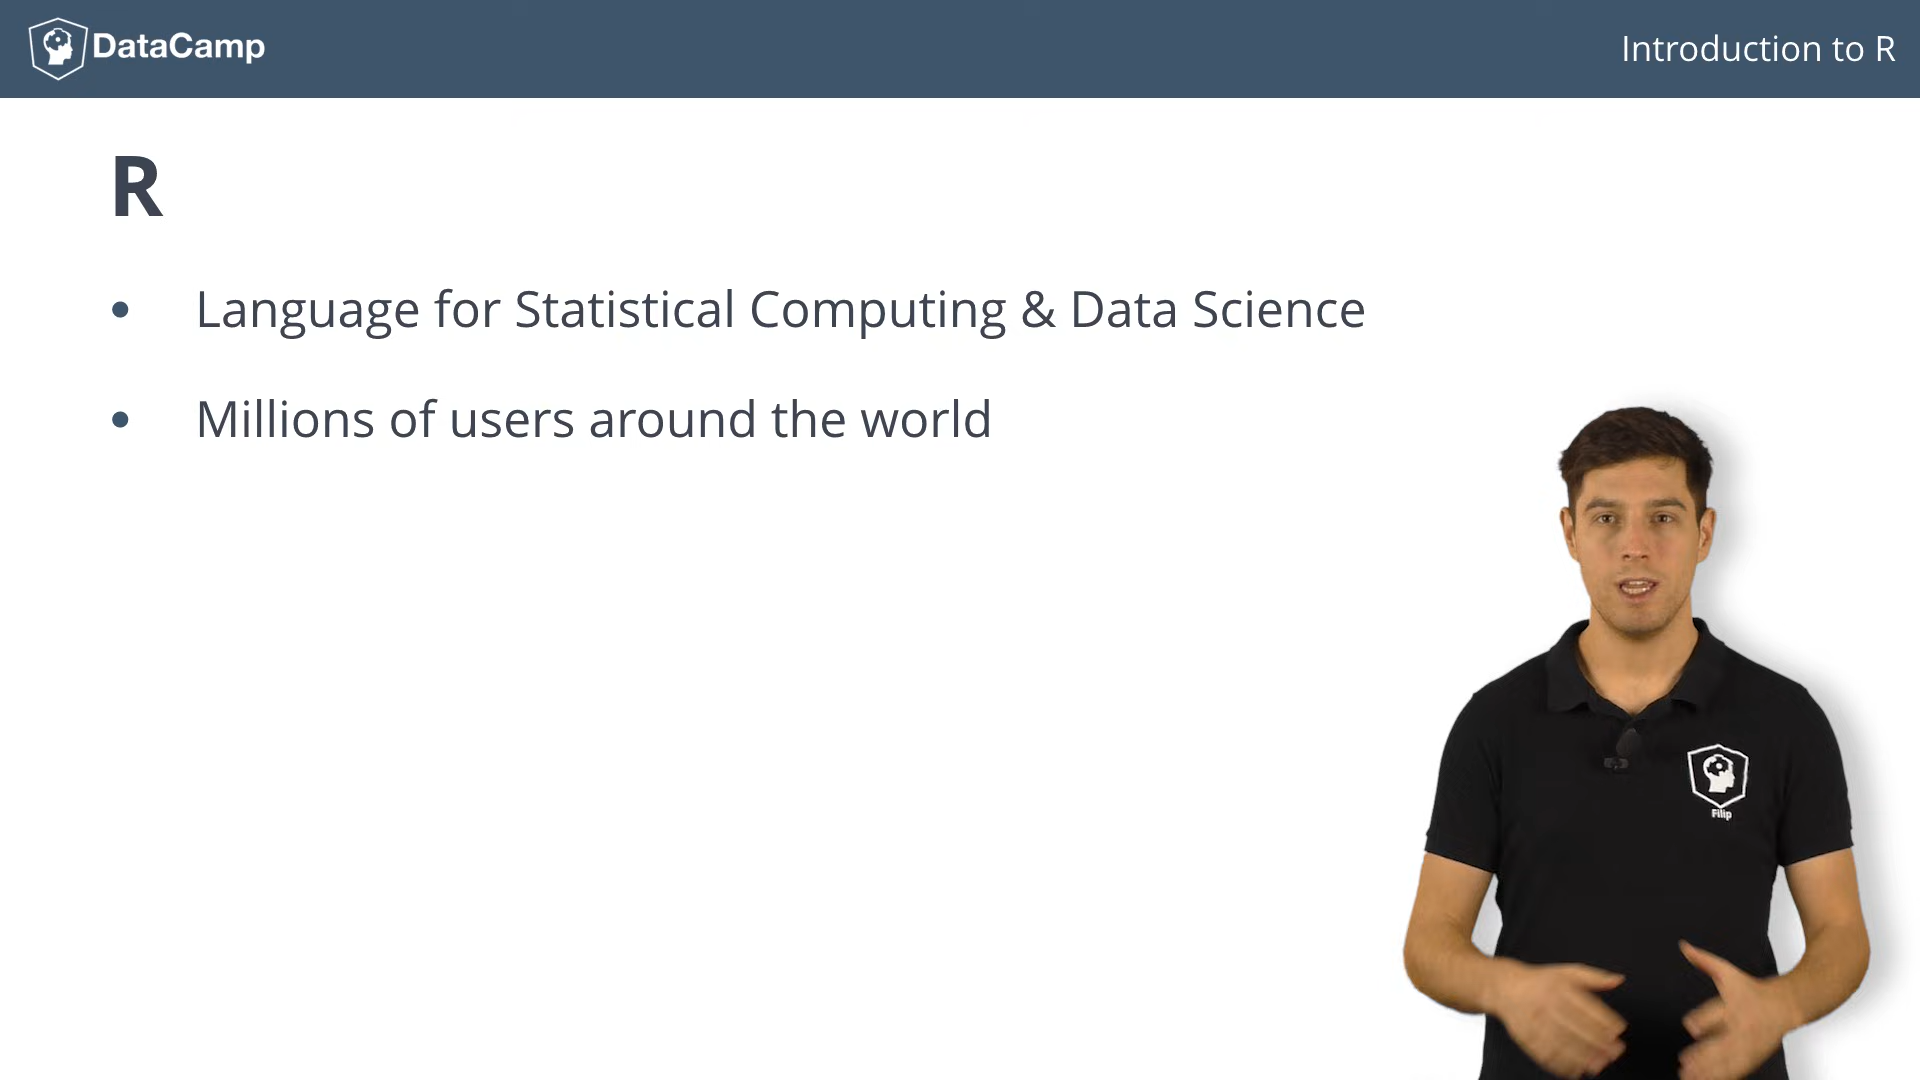 DataCamp
Introduction to R
R
• Language for Statistical Computing & Data Science
• Millions of users around the world
Filip